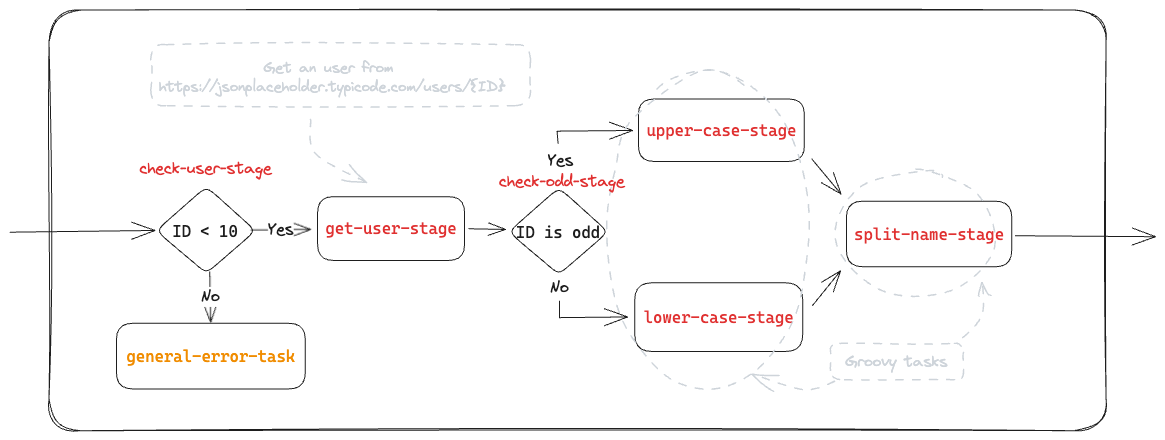 Get an user from
https://jsonplaceholder.typicode.com/users/{ID}
check-user-stage
ID < 10
Yes
No
general-error-task
get-user-stage
Yes
check-odd-stage
ID is odd
No
upper-case-stage
lower-case-stage
split-name-stage
Groovy tasks